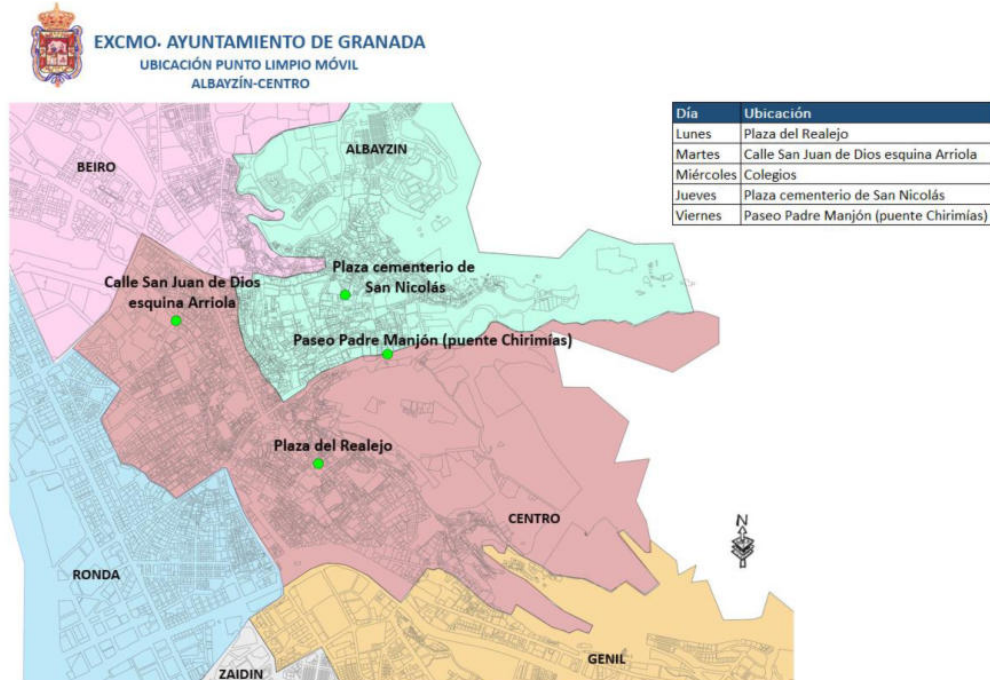 EXCMO. AYUNTAMIENTO DE GRANADA
UBICACIÓN PUNTO LIMPIO MÓVIL
ALBAYZÍN-CENTRO
Día Ubicación
Lunes Plaza del Realejo
Martes Calle San Juan de Dios esquina Arriola
Miércoles Colegios
Jueves Plaza cementerio de San Nicolás
Viernes Paseo Padre Manjón (puente Chirimías)
ALBAYZIN
BEIRO
Plaza cementerio de
San Nicolás
Calle San Juan de Dios
esquina Arriola
Paseo Padre Manjón (puente Chirimías)
Plaza del Realejo
CENTRO
N
RONDA
GENIL
ZAIDIN